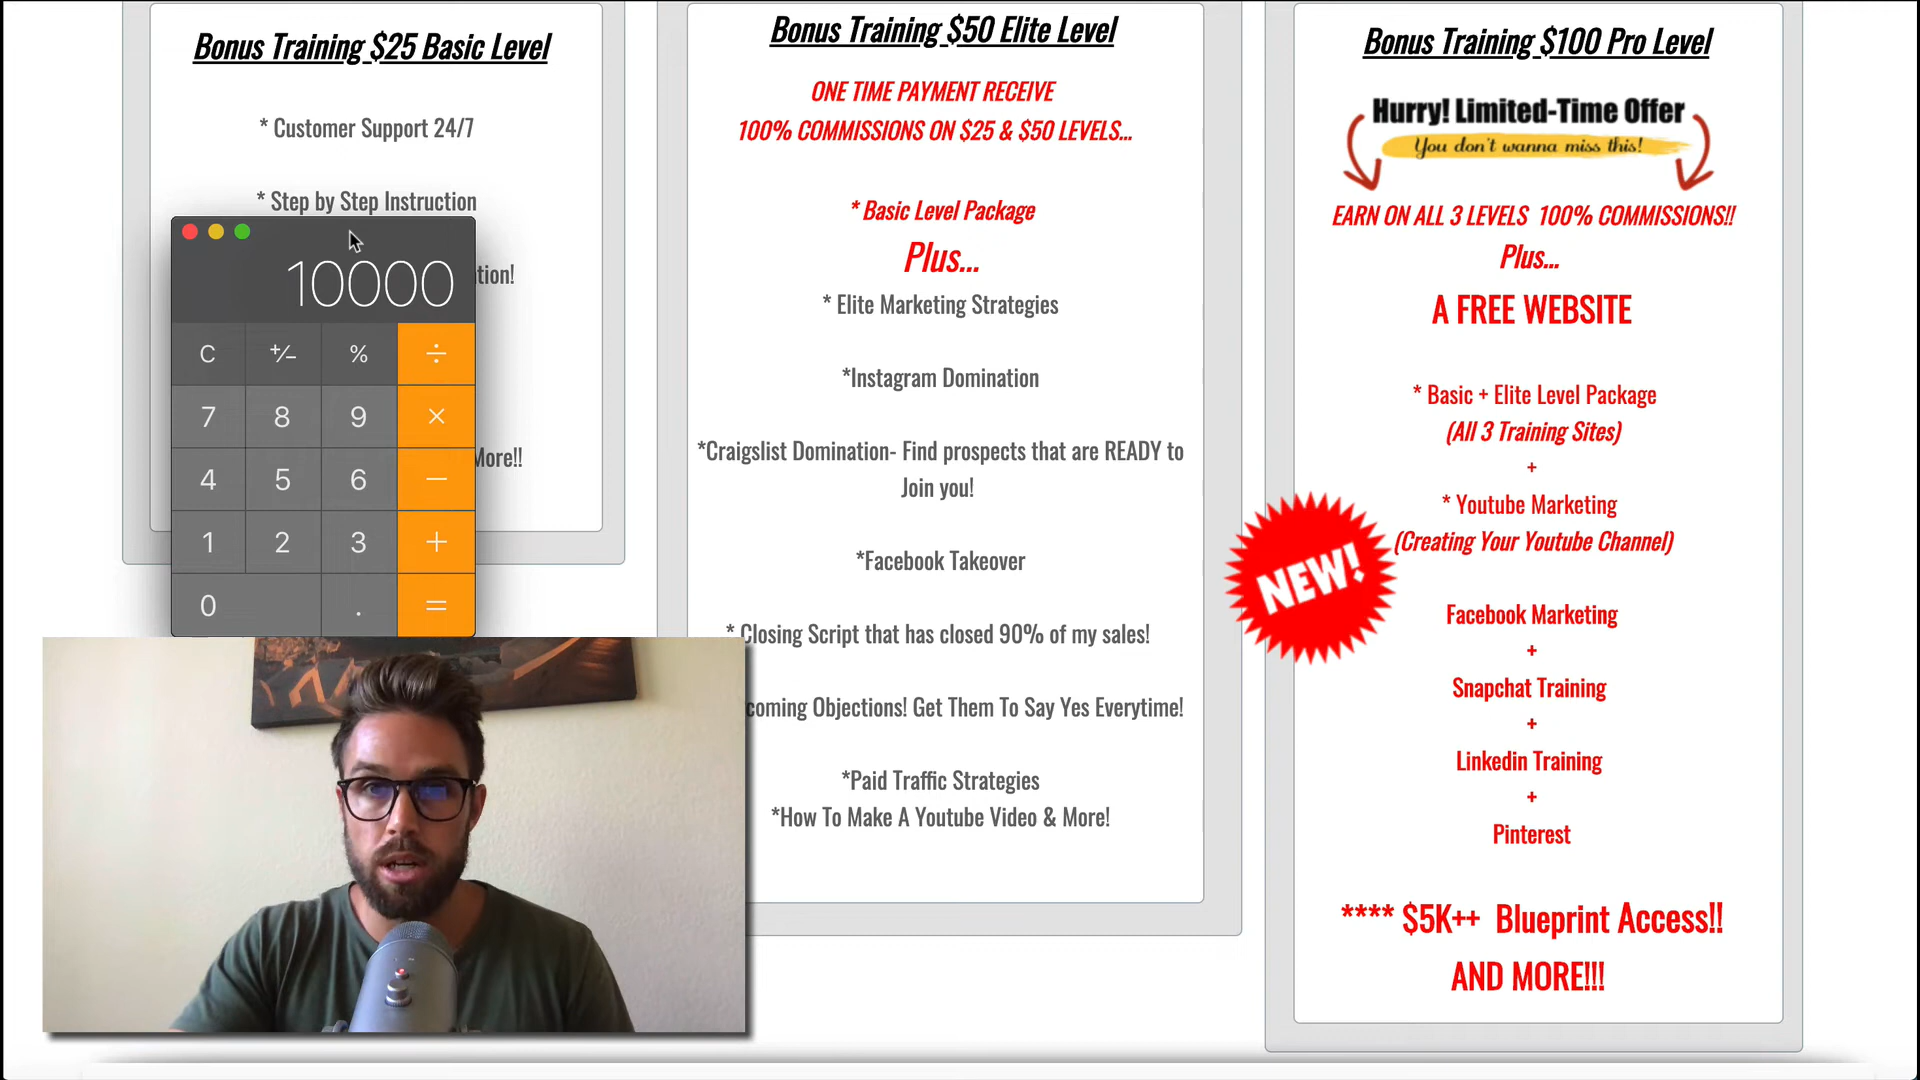 Bonus Training $25 Basic Level
* Customer Support 24/7
* Step by Step Instruction
More!!
10000
C +/− % ÷
7 8 9 ×
4 5 6 −
1 2 3 +
0 . =
Bonus Training $50 Elite Level
ONE TIME PAYMENT RECEIVE
100% COMMISSIONS ON $25 & $50 LEVELS...
* Basic Level Package
Plus...
* Elite Marketing Strategies
*Instagram Domination
*Craigslist Domination- Find prospects that are READY to
Join you!
*Facebook Takeover
* Closing Script that has closed 90% of my sales!
coming Objections! Get Them To Say Yes Everytime!
*Paid Traffic Strategies
*How To Make A Youtube Video & More!
Bonus Training $100 Pro Level
Hurry! Limited-Time Offer
You don't wanna miss this!
EARN ON ALL 3 LEVELS 100% COMMISSIONS!!
Plus...
A FREE WEBSITE
* Basic + Elite Level Package
(All 3 Training Sites)
+
* Youtube Marketing
(Creating Your Youtube Channel)
NEW!
Facebook Marketing
+
Snapchat Training
+
Linkedin Training
+
Pinterest
**** $5K++ Blueprint Access!!
AND MORE!!!